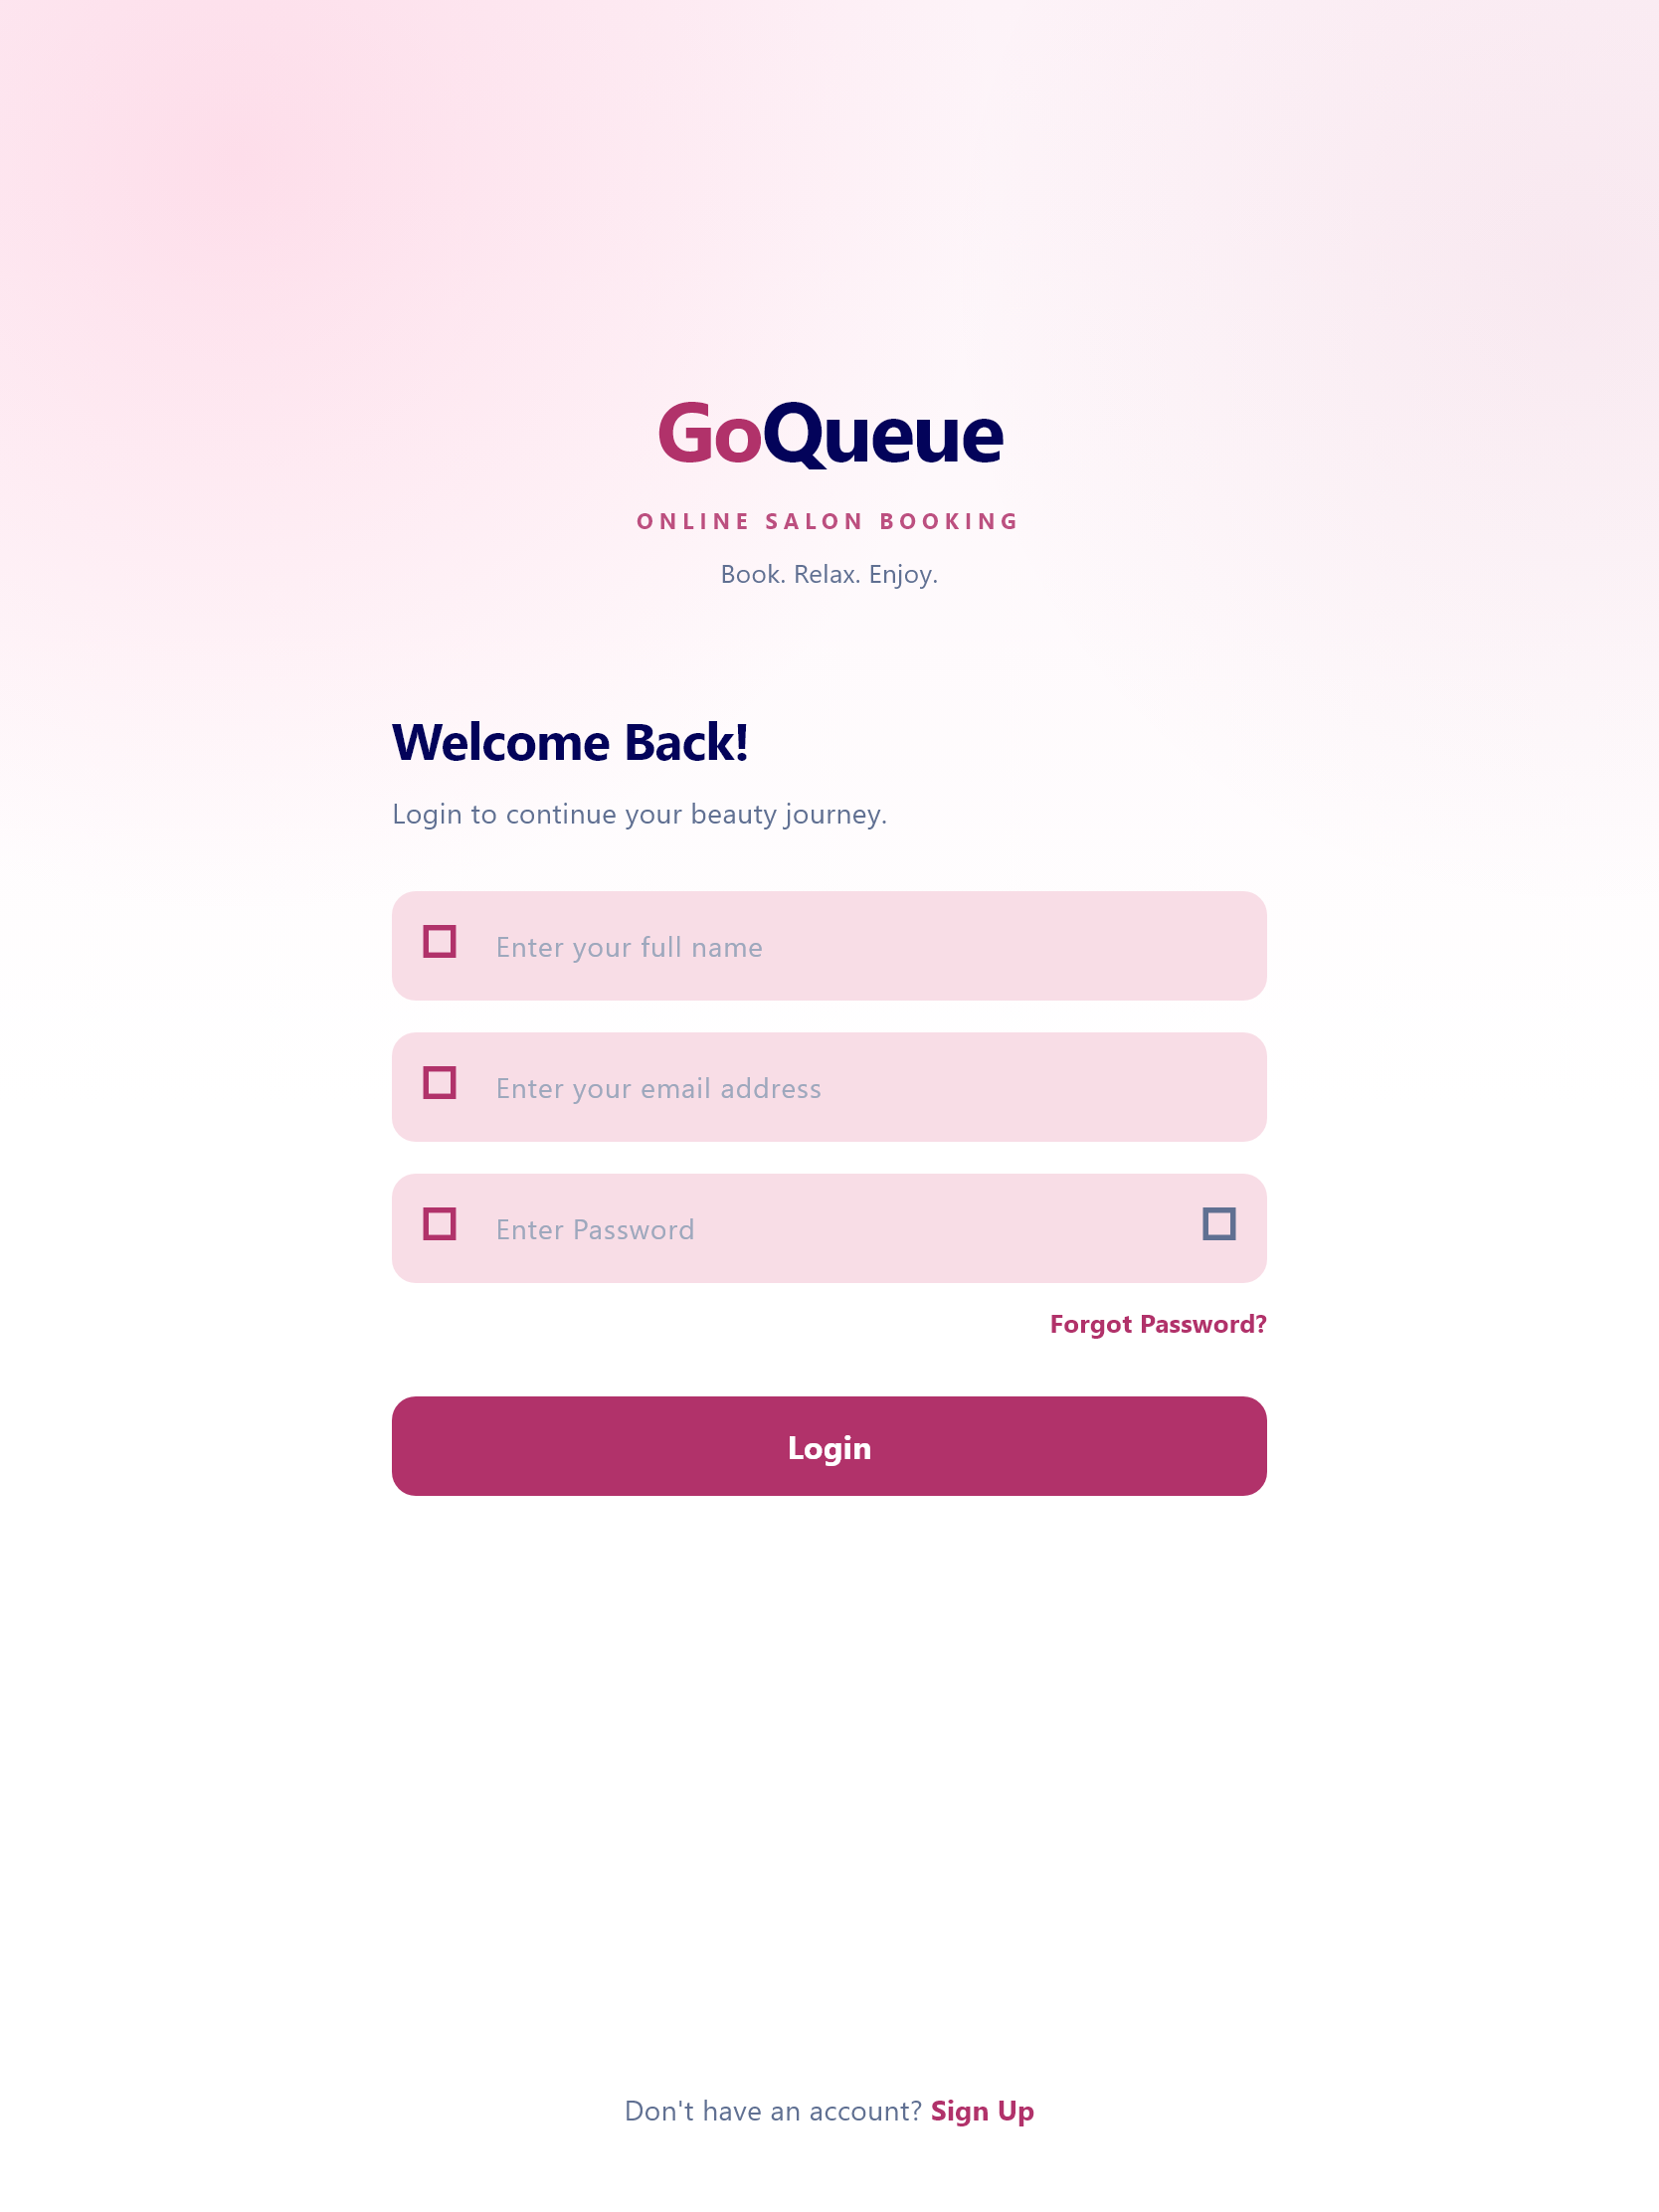 GoQueue
ONLINE SALON BOOKING
Book. Relax. Enjoy.
Welcome Back!
Login to continue your beauty journey.
Enter your full name
Enter your email address
Enter Password
Forgot Password?
Login
Don't have an account? Sign Up